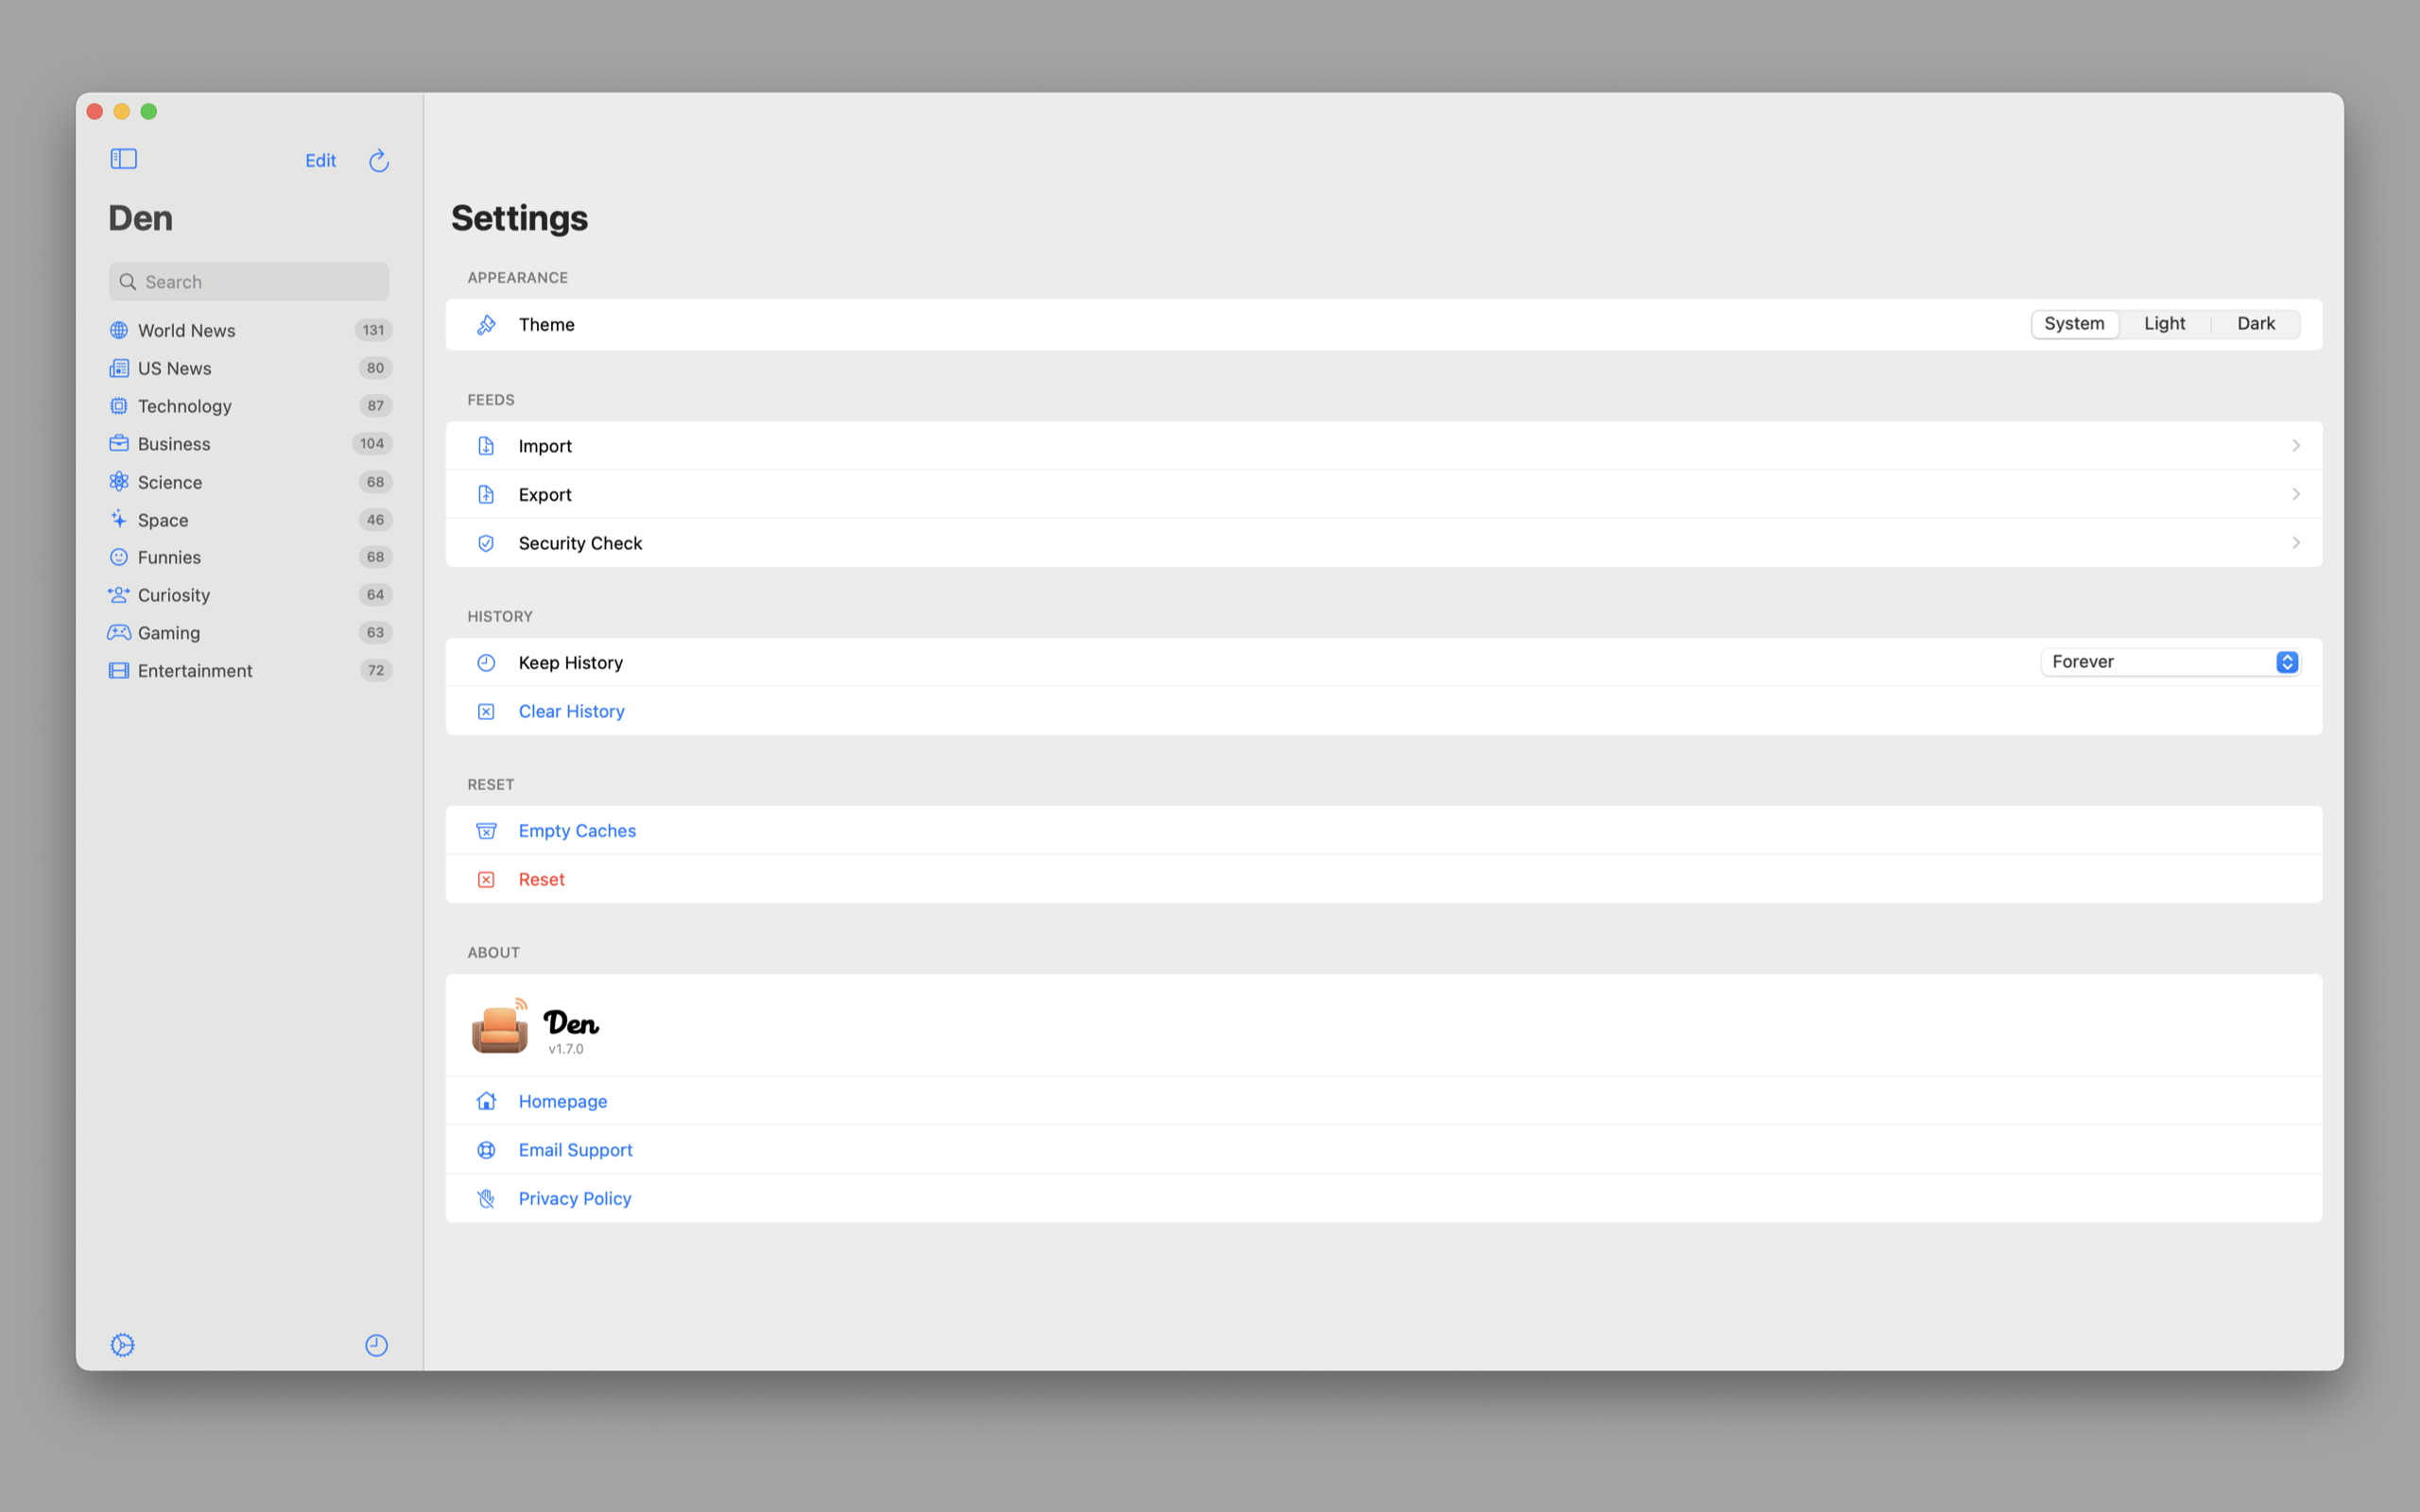 Edit
Den
Search
World News 131
US News 80
Technology 87
Business 104
Science 68
Space 46
Funnies 68
Curiosity 64
Gaming 63
Entertainment 72
Settings
APPEARANCE
Theme System Light Dark
FEEDS
Import
Export
Security Check
HISTORY
Keep History Forever
Clear History
RESET
Empty Caches
Reset
ABOUT
Den
v1.7.0
Homepage
Email Support
Privacy Policy